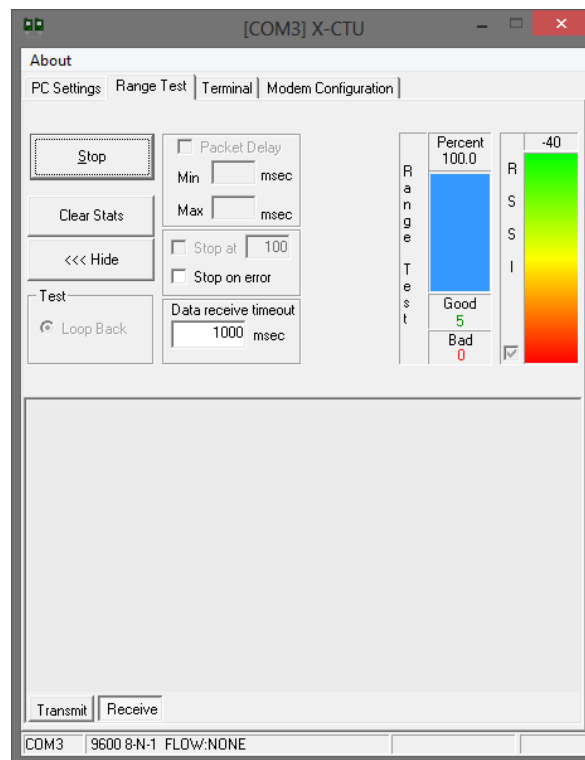 [COM3] X-CTU
About
PC Settings Range Test Terminal Modem Configuration
Stop
Clear Stats
<<< Hide
Test
Loop Back
Packet Delay
Min msec
Max msec
Stop at 100
Stop on error
Data receive timeout
1000 msec
Range Test
Percent
100.0
Good
5
Bad
0
RSSI
-40
Transmit Receive
COM3 9600 8-N-1 FLOW:NONE